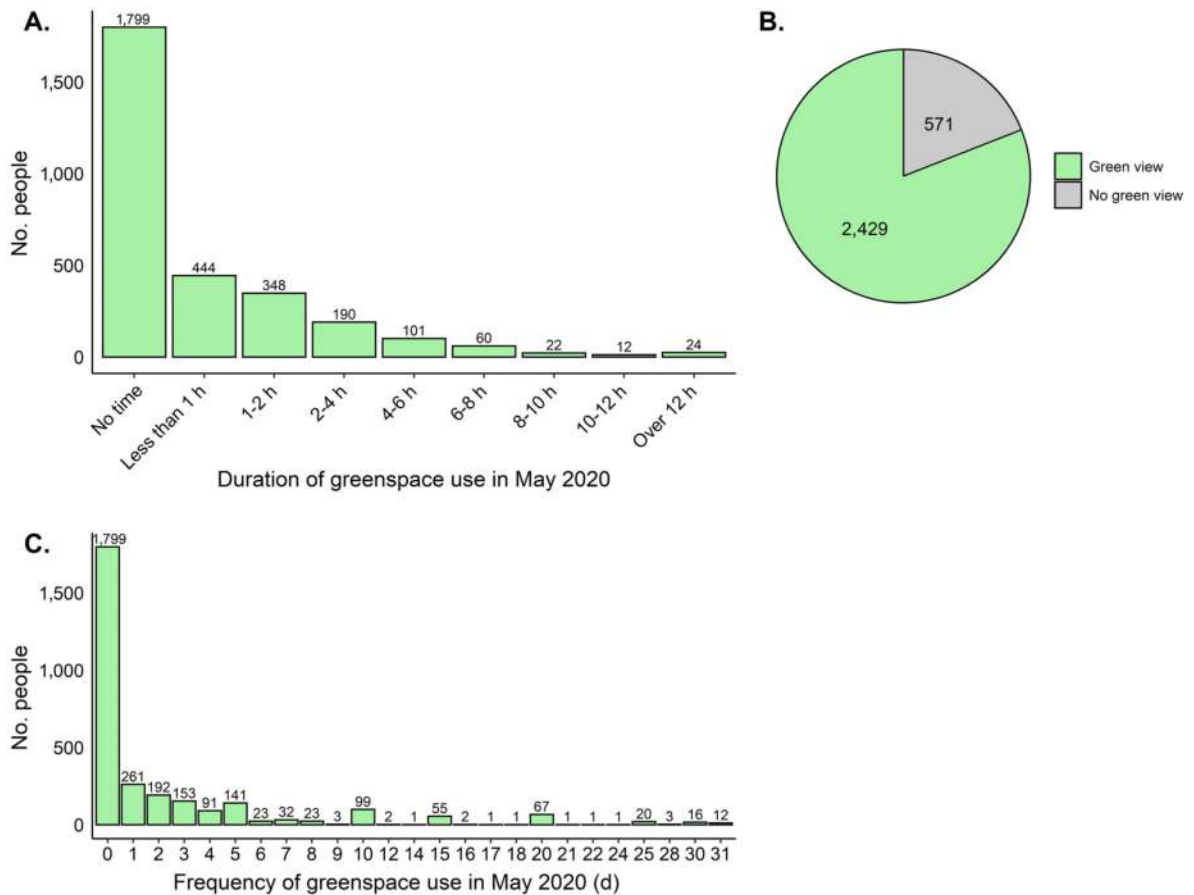 A.
1,799
444
348
190
101
60
22
12
24
1,500
1,000
500
0
No. people
No time
Less than 1 h
1-2 h
2-4 h
4-6 h
6-8 h
8-10 h
10-12 h
Over 12 h
Duration of greenspace use in May 2020
B.
571
2,429
Green view
No green view
C.
1,799
261 192 153 91 141 23 32 23 3 99 2 1 55 2 1 1 67 1 1 1 20 3 16 12
1,500
1,000
500
0
No. people
0 1 2 3 4 5 6 7 8 9 10 12 14 15 16 17 18 20 21 22 24 25 28 30 31
Frequency of greenspace use in May 2020 (d)